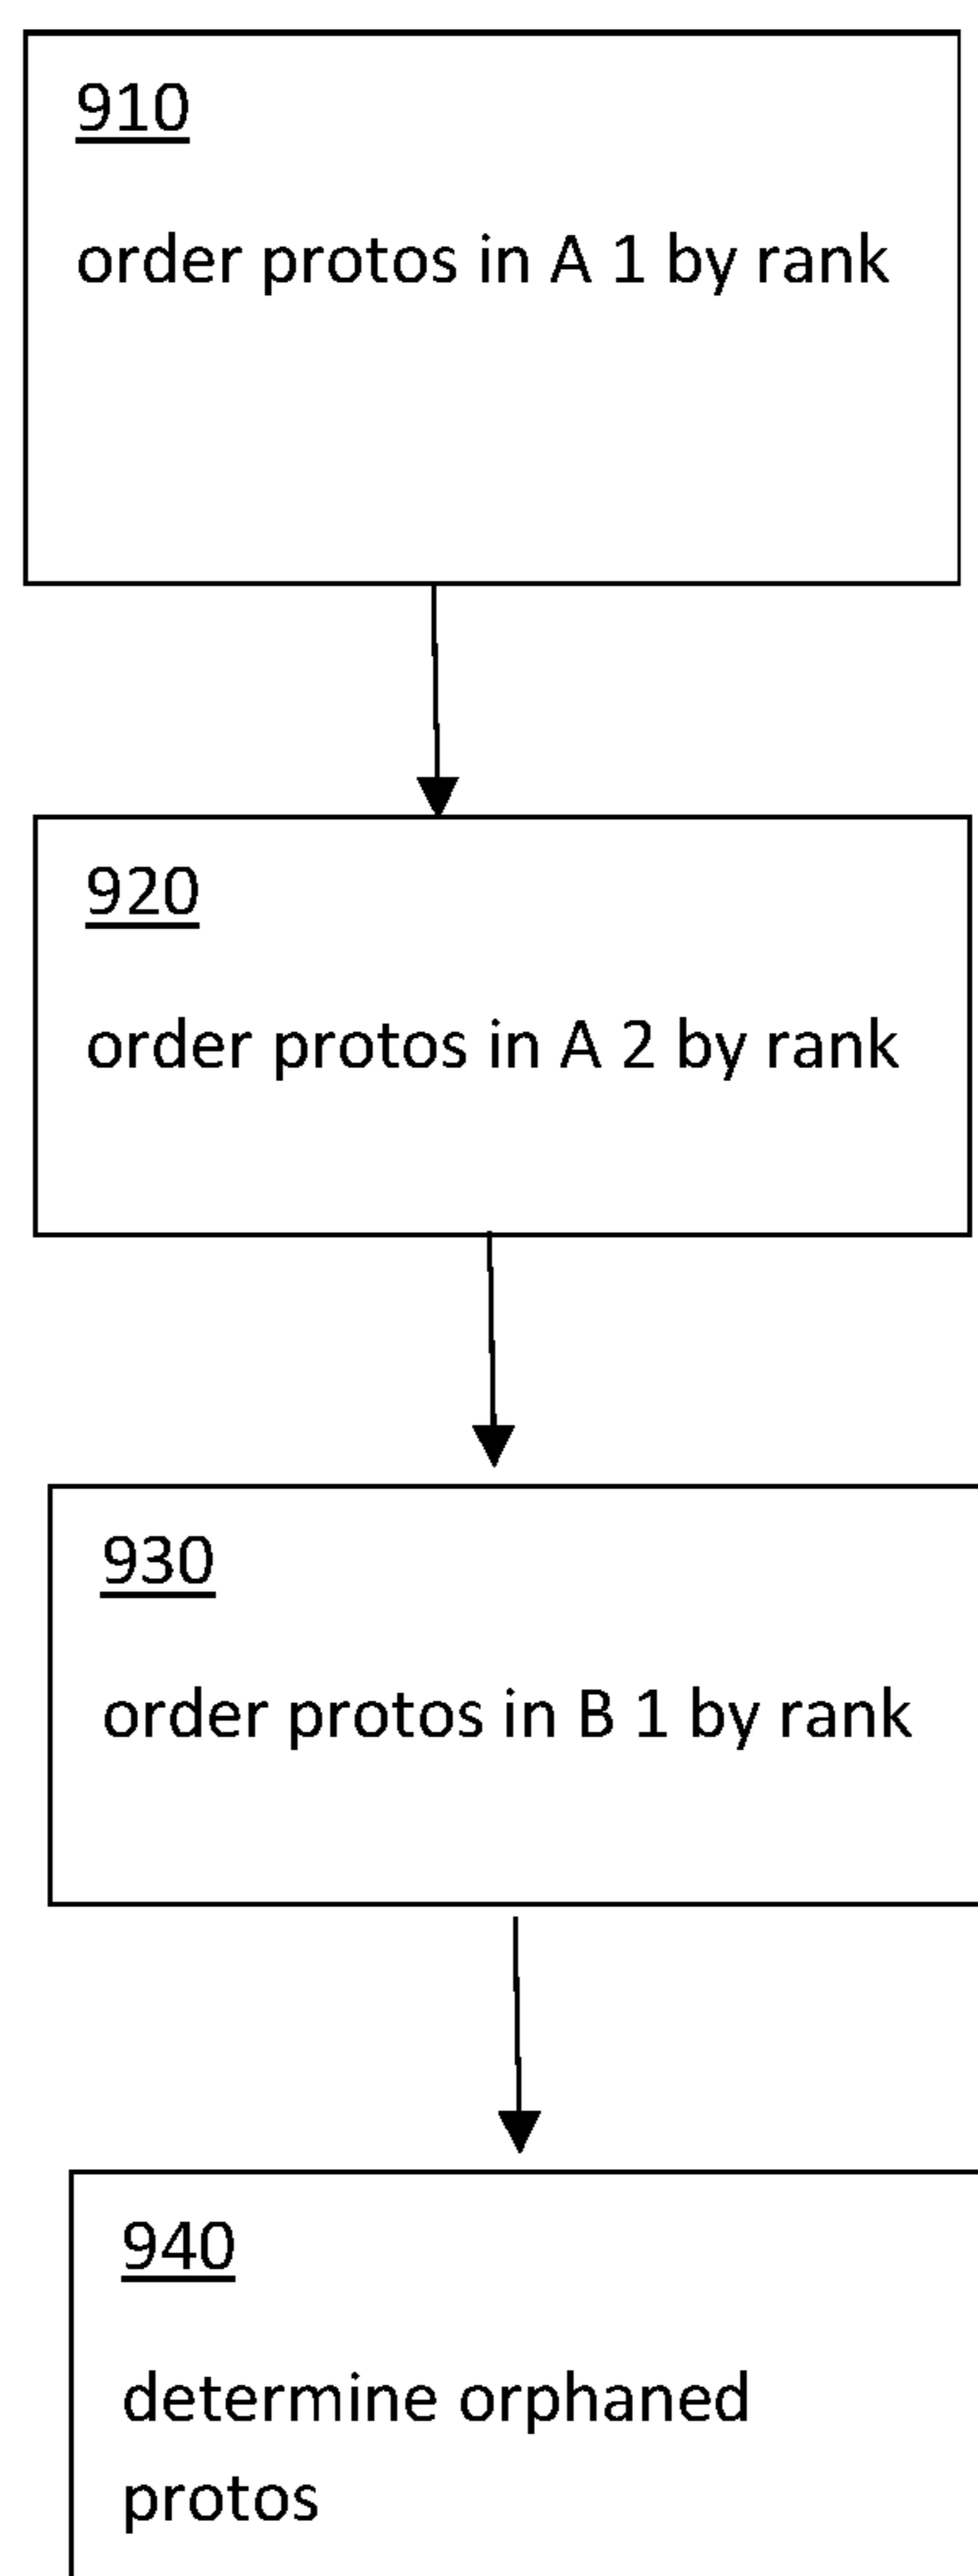 910
order protos in A 1 by rank
920
order protos in A 2 by rank
930
order protos in B 1 by rank
940
determine orphaned
protos